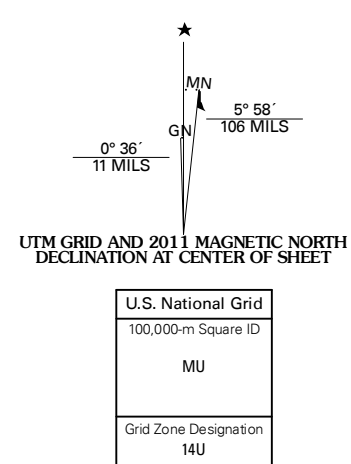 ★
MN
5° 58´
106 MILS
GN
0° 36´
11 MILS
UTM GRID AND 2011 MAGNETIC NORTH
DECLINATION AT CENTER OF SHEET
U.S. National Grid
100,000-m Square ID
MU
Grid Zone Designation
14U